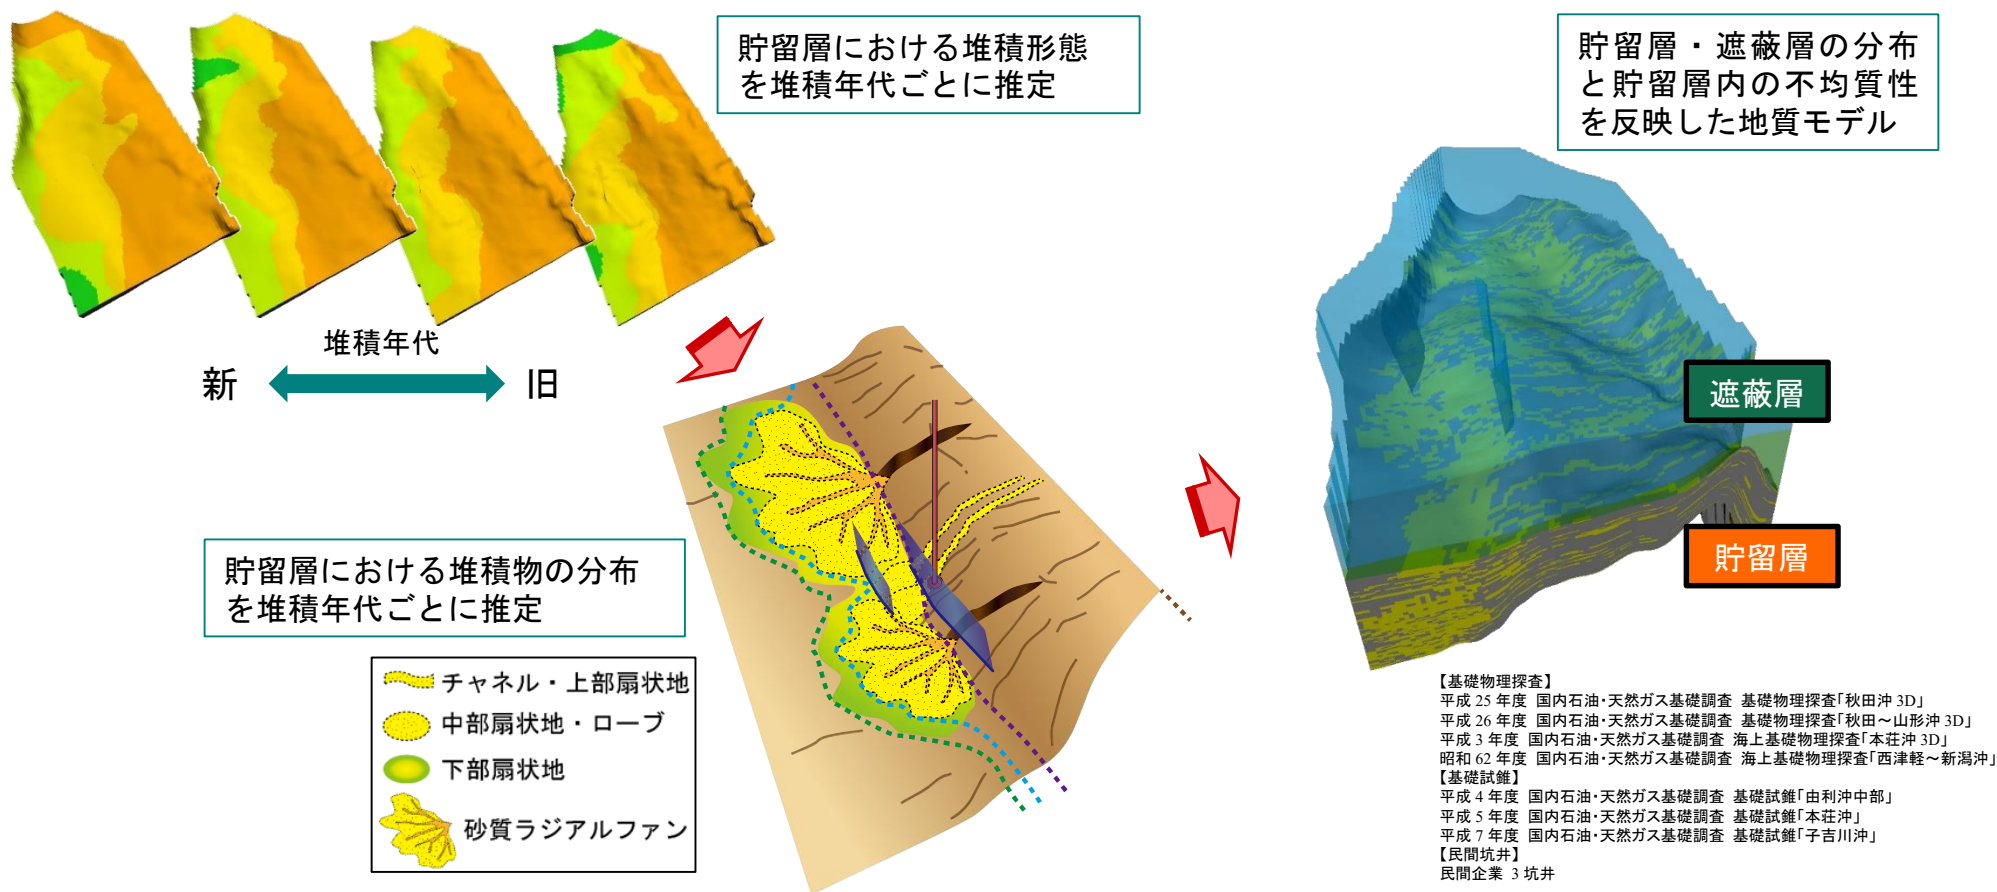 貯留層における堆積形態
を堆積年代ごとに推定
堆積年代
新
旧
貯留層における堆積物の分布
を堆積年代ごとに推定
チャネル・上部扇状地
中部扇状地・ローブ
下部扇状地
砂質ラジアルファン
貯留層・遮蔽層の分布
と貯留層内の不均質性
を反映した地質モデル
遮蔽層
貯留層
【基礎物理探査】
平成 25 年度 国内石油・天然ガス基礎調査 基礎物理探査「秋田沖 3D」
平成 26 年度 国内石油・天然ガス基礎調査 基礎物理探査「秋田～山形沖 3D」
平成 3 年度 国内石油・天然ガス基礎調査 海上基礎物理探査「本荘沖 3D」
昭和 62 年度 国内石油・天然ガス基礎調査 海上基礎物理探査「西津軽～新潟沖」
【基礎試錐】
平成 4 年度 国内石油・天然ガス基礎調査 基礎試錐「由利沖中部」
平成 5 年度 国内石油・天然ガス基礎調査 基礎試錐「本荘沖」
平成 7 年度 国内石油・天然ガス基礎調査 基礎試錐「子吉川沖」
【民間坑井】
民間企業 3 坑井